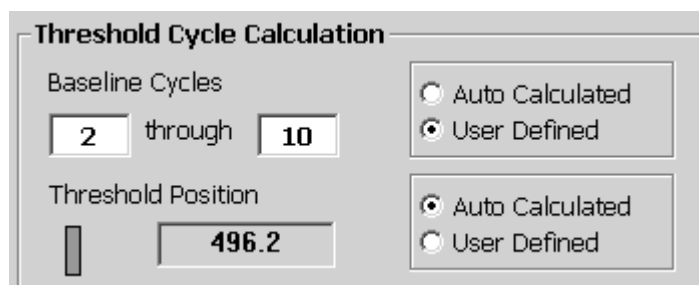 Threshold Cycle Calculation
Baseline Cycles
2 through 10
Auto Calculated
User Defined
Threshold Position
496.2
Auto Calculated
User Defined